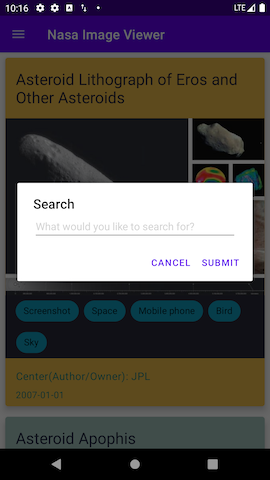 10:16
LTE
Nasa Image Viewer
Asteroid Lithograph of Eros and
Other Asteroids
Search
What would you like to search for?
CANCEL
SUBMIT
Screenshot
Space
Mobile phone
Bird
Sky
Center(Author/Owner): JPL
2007-01-01
Asteroid Apophis